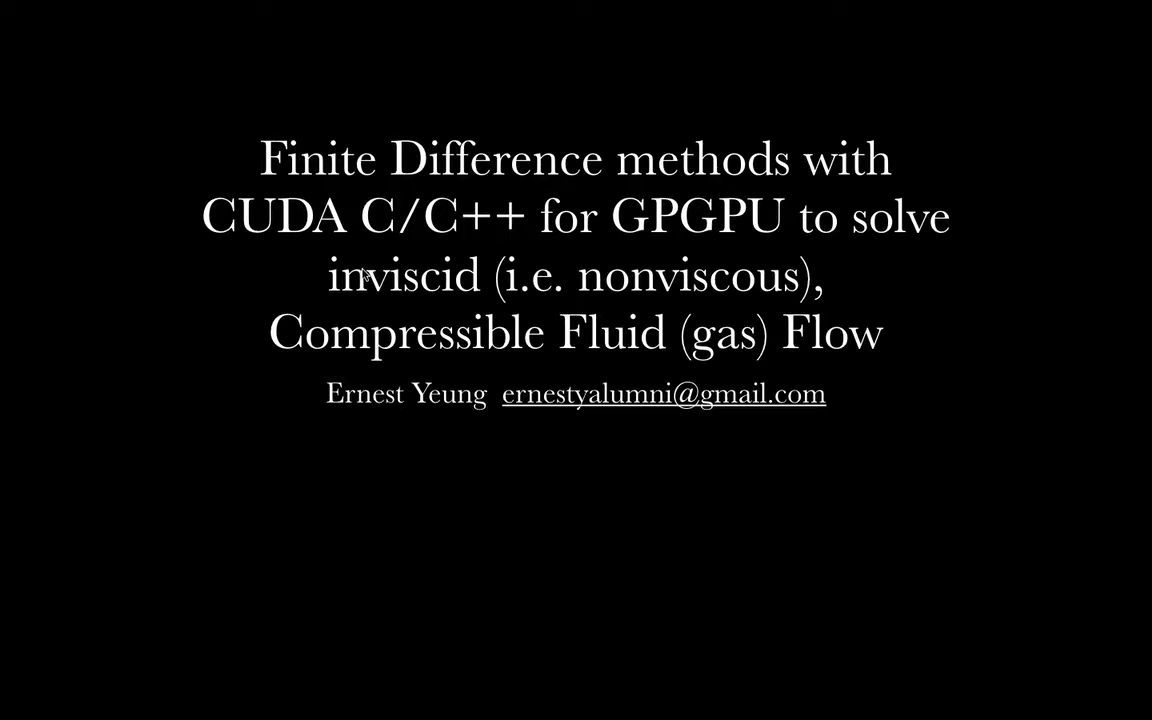 Finite Difference methods with
CUDA C/C++ for GPGPU to solve
inviscid (i.e. nonviscous),
Compressible Fluid (gas) Flow
Ernest Yeung ernestyalumni@gmail.com